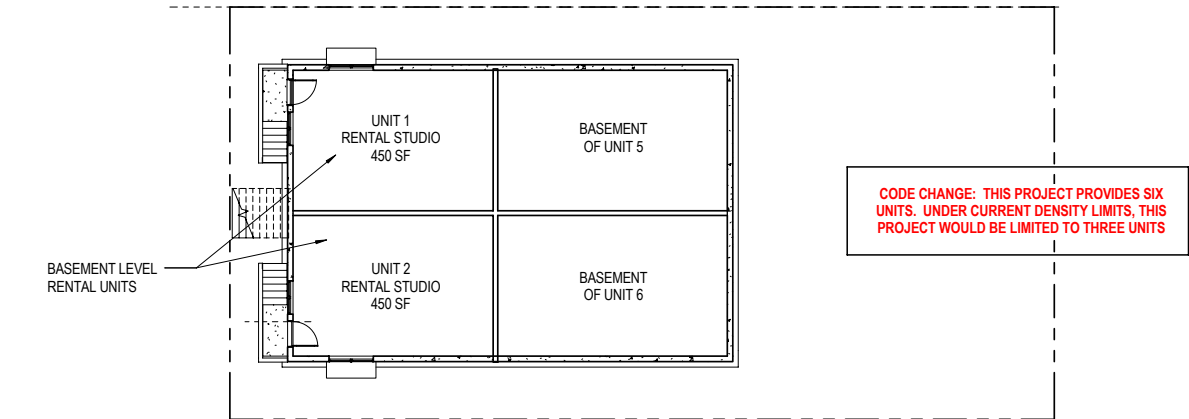 UNIT 1
RENTAL STUDIO
450 SF
BASEMENT
OF UNIT 5
CODE CHANGE: THIS PROJECT PROVIDES SIX
UNITS. UNDER CURRENT DENSITY LIMITS, THIS
PROJECT WOULD BE LIMITED TO THREE UNITS
BASEMENT LEVEL
RENTAL UNITS
UNIT 2
RENTAL STUDIO
450 SF
BASEMENT
OF UNIT 6